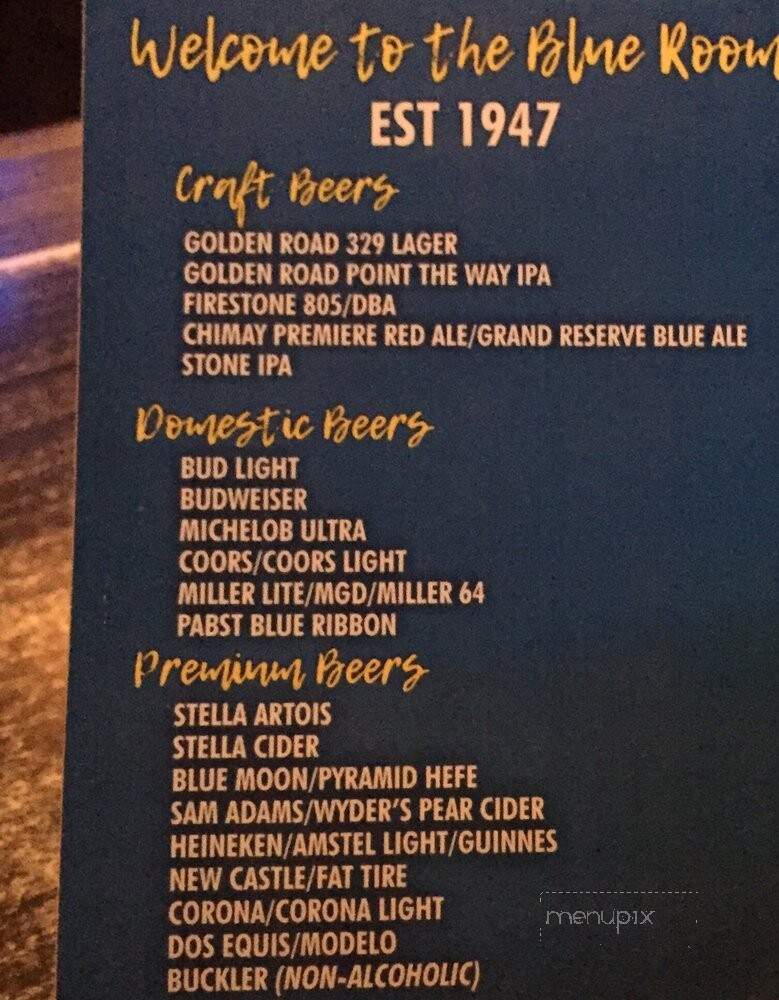 Welcome to the Blue Room
EST 1947
Craft Beers
GOLDEN ROAD 329 LAGER
GOLDEN ROAD POINT THE WAY IPA
FIRESTONE 805/DBA
CHIMAY PREMIERE RED ALE/GRAND RESERVE BLUE ALE
STONE IPA
Domestic Beers
BUD LIGHT
BUDWEISER
MICHELOB ULTRA
COORS/COORS LIGHT
MILLER LITE/MGD/MILLER 64
PABST BLUE RIBBON
Premium Beers
STELLA ARTOIS
STELLA CIDER
BLUE MOON/PYRAMID HEFE
SAM ADAMS/WYDER'S PEAR CIDER
HEINEKEN/AMSTEL LIGHT/GUINNES
NEW CASTLE/FAT TIRE
CORONA/CORONA LIGHT
menupix
DOS EQUIS/MODELO
BUCKLER (NON-ALCOHOLIC)